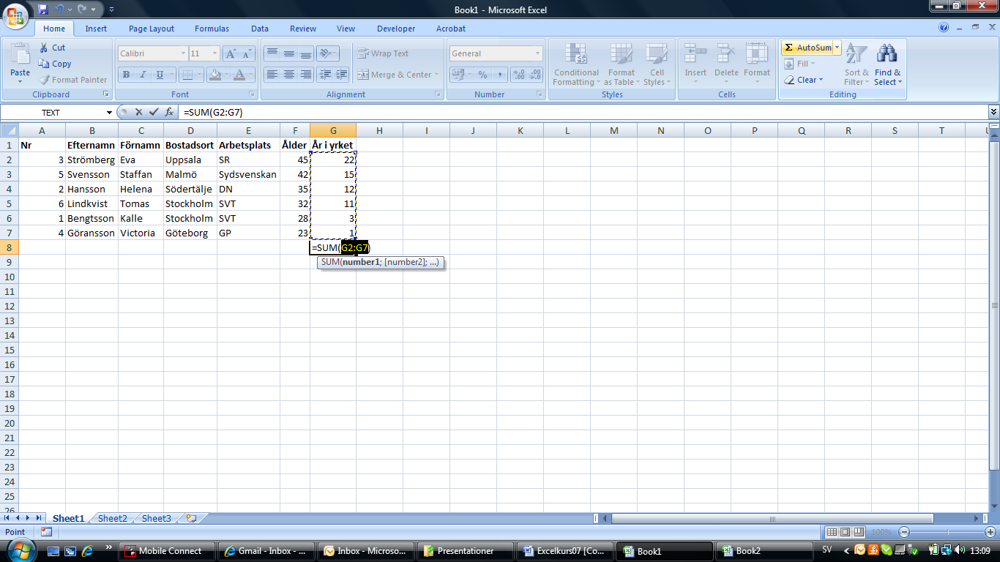 Book1 - Microsoft Excel
Home Insert Page Layout Formulas Data Review View Developer Acrobat
Paste
Cut
Copy
Format Painter
Clipboard
Calibri 11
B I U
Font
Wrap Text
Merge & Center
Alignment
General
%
Number
Conditional Formatting
Format as Table
Cell Styles
Styles
Insert Delete Format
Cells
Σ AutoSum
Fill
Clear
Sort & Filter
Find & Select
Editing
TEXT fx =SUM(G2:G7)
A B C D E F G H I J K L M N O P Q R S T U
1 Nr Efternamn Förnamn Bostadsort Arbetsplats Ålder År i yrket
2 3 Strömberg Eva Uppsala SR 45 22
3 5 Svensson Staffan Malmö Sydsvenskan 42 15
4 2 Hansson Helena Södertälje DN 35 12
5 6 Lindkvist Tomas Stockholm SVT 32 11
6 1 Bengtsson Kalle Stockholm SVT 28 3
7 4 Göransson Victoria Göteborg GP 23 1
8 =SUM(G2:G7)
9 SUM(number1; [number2]; ...)
10
11
12
13
14
15
16
17
18
19
20
21
22
23
24
25
26
Sheet1 Sheet2 Sheet3
Point 100%
Mobile Connect Gmail - Inbox - ... Inbox - Microso... Presentationer Excelkurs07 [Co... Book1 Book2 SV 13:09